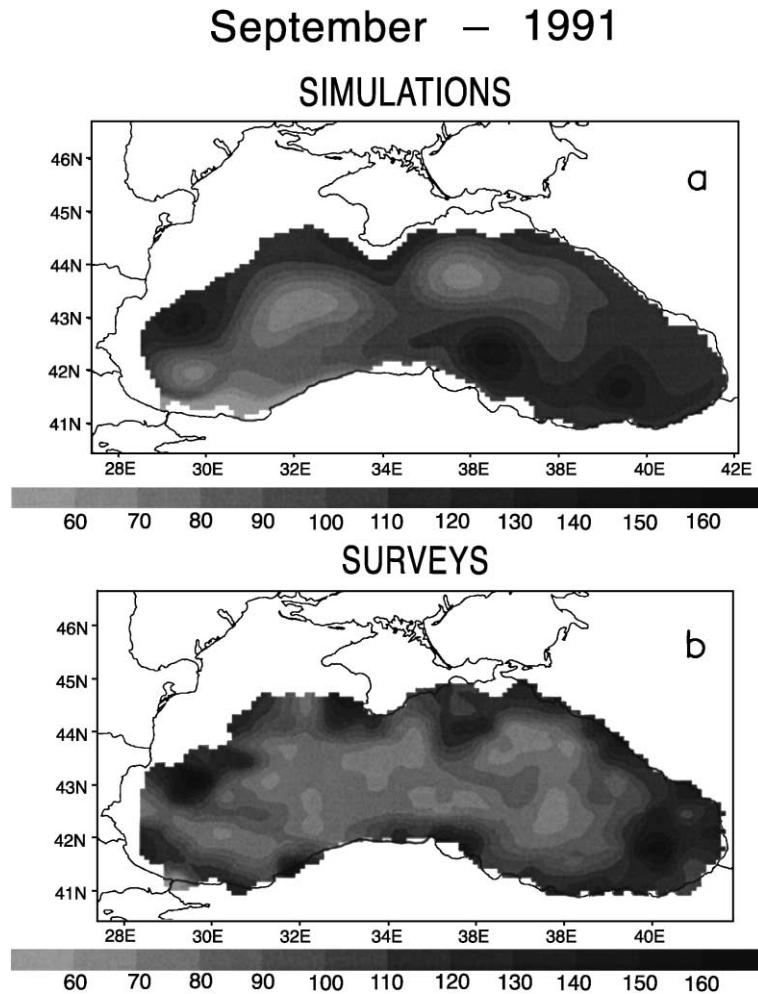 September – 1991
SIMULATIONS
a
46N
45N
44N
43N
42N
41N
28E 30E 32E 34E 36E 38E 40E 42E
60 70 80 90 100 110 120 130 140 150 160
SURVEYS
b
46N
45N
44N
43N
42N
41N
28E 30E 32E 34E 36E 38E 40E
60 70 80 90 100 110 120 130 140 150 160